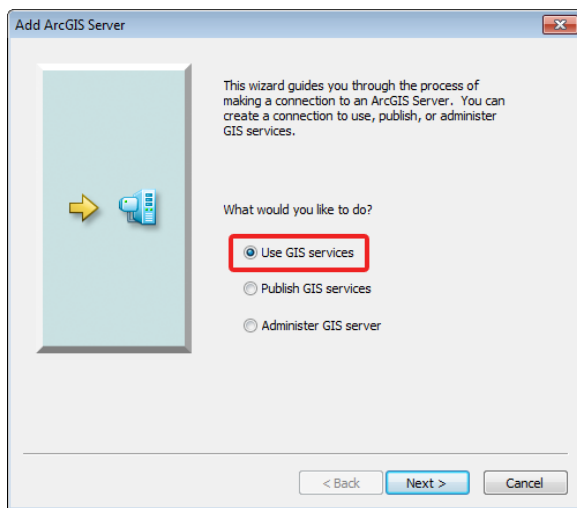 Add ArcGIS Server
This wizard guides you through the process of
making a connection to an ArcGIS Server. You can
create a connection to use, publish, or administer
GIS services.
What would you like to do?
Use GIS services
Publish GIS services
Administer GIS server
< Back Next > Cancel